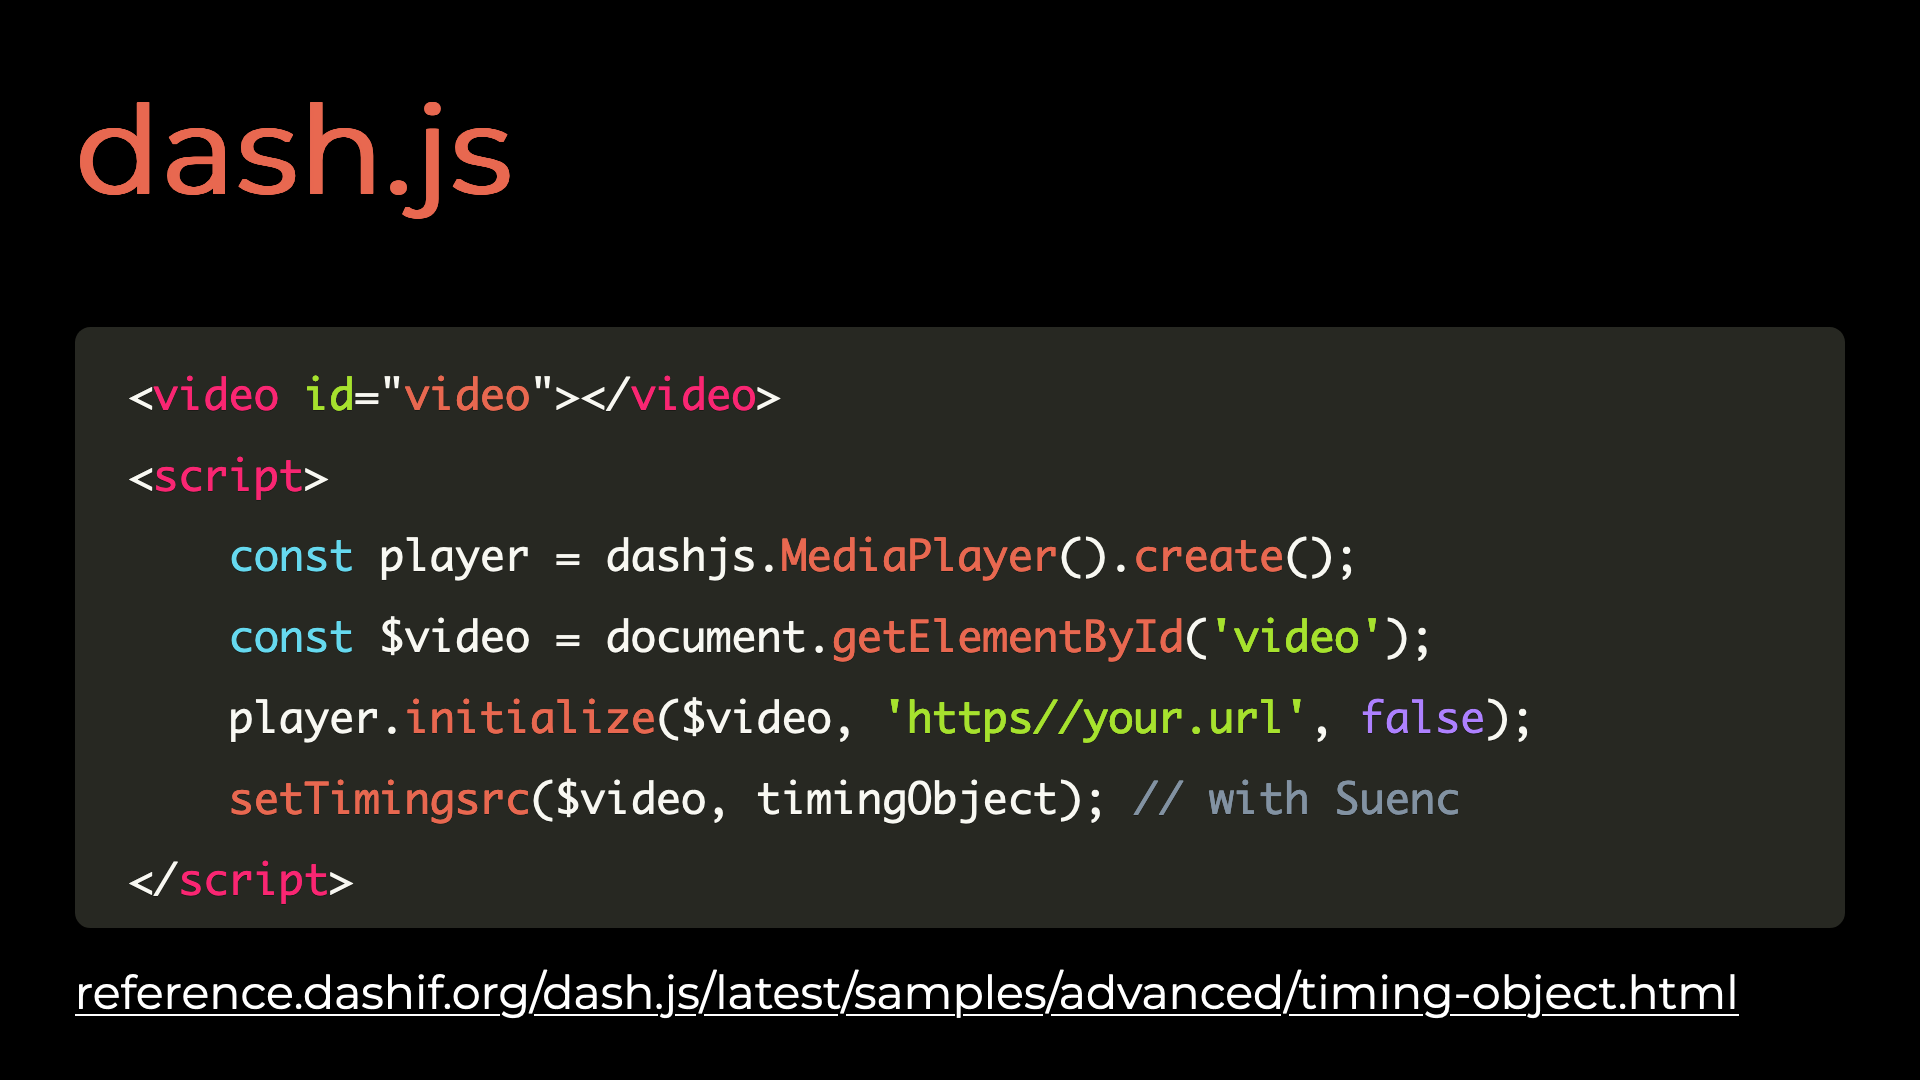 dash.js
<video id="video"></video>
<script>
    const player = dashjs.MediaPlayer().create();
    const $video = document.getElementById('video');
    player.initialize($video, 'https//your.url', false);
    setTimingsrc($video, timingObject); // with Suenc
</script>
reference.dashif.org/dash.js/latest/samples/advanced/timing-object.html